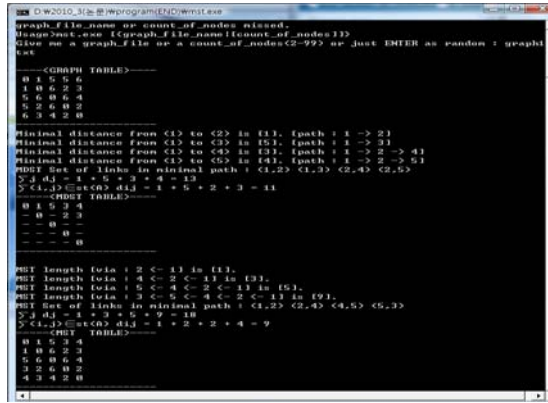 D:₩2010_3(논문)₩program(END)₩mst.exe
graph_file_name or count_of_nodes missed.
Usage>mst.exe [{graph_file_name|[count_of_nodes]]}
Give me a graph_file or a count_of_nodes<2-99> or just ENTER as random : graph1
txt
----<GRAPH TABLE>----
0 1 5 5 6
1 0 6 2 3
5 6 0 6 4
5 2 6 0 2
6 3 4 2 0
Minimal distance from <1> to <2> is [1]. [path : 1 -> 2]
Minimal distance from <1> to <3> is [5]. [path : 1 -> 3]
Minimal distance from <1> to <4> is [3]. [path : 1 -> 2 -> 4]
Minimal distance from <1> to <5> is [4]. [path : 1 -> 2 -> 5]
MDST Set of links in minimal path : <1,2> <1,3> <2,4> <2,5>
∑j dj = 1 + 5 + 3 + 4 = 13
∑<i,j>∈st(A) dij = 1 + 5 + 2 + 3 = 11
-----<MDST TABLE>-----
0 1 5 3 4
- 0 - 2 3
- - 0 - -
- - - 0 -
- - - - 0
MST length [via : 2 <- 1] is [1].
MST length [via : 4 <- 2 <- 1] is [3].
MST length [via : 5 <- 4 <- 2 <- 1] is [5].
MST length [via : 3 <- 5 <- 4 <- 2 <- 1] is [9].
MST Set of links in minimal path : <1,2> <2,4> <4,5> <5,3>
∑j dj = 1 + 3 + 5 + 9 = 18
∑<i,j>∈st(A) dij = 1 + 2 + 2 + 4 = 9
-----<MST TABLE>-----
0 1 5 3 4
1 0 6 2 3
5 6 0 6 4
3 2 6 0 2
4 3 4 2 0